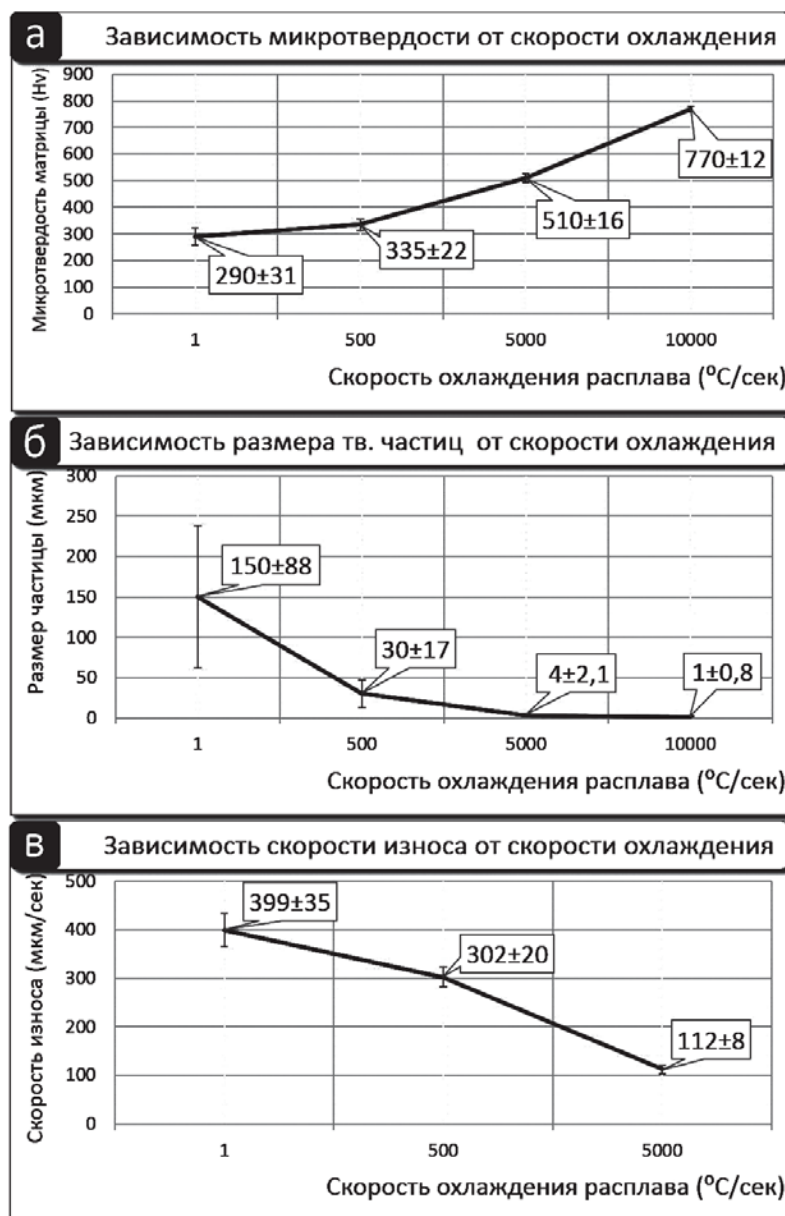 а Зависимость микротвердости от скорости охлаждения
Микротвердость матрицы (Hv)
900
800
700
600
500
400
300
200
100
0
290±31
335±22
510±16
770±12
1 500 5000 10000
Скорость охлаждения расплава (⁰С/сек)
б Зависимость размера тв. частиц от скорости охлаждения
Размер частицы (мкм)
300
250
200
150
100
50
0
150±88
30±17
4±2,1
1±0,8
1 500 5000 10000
Скорость охлаждения расплава (⁰С/сек)
в Зависимость скорости износа от скорости охлаждения
Скорость износа (мкм/сек)
500
400
300
200
100
0
399±35
302±20
112±8
1 500 5000
Скорость охлаждения расплава (⁰С/сек)